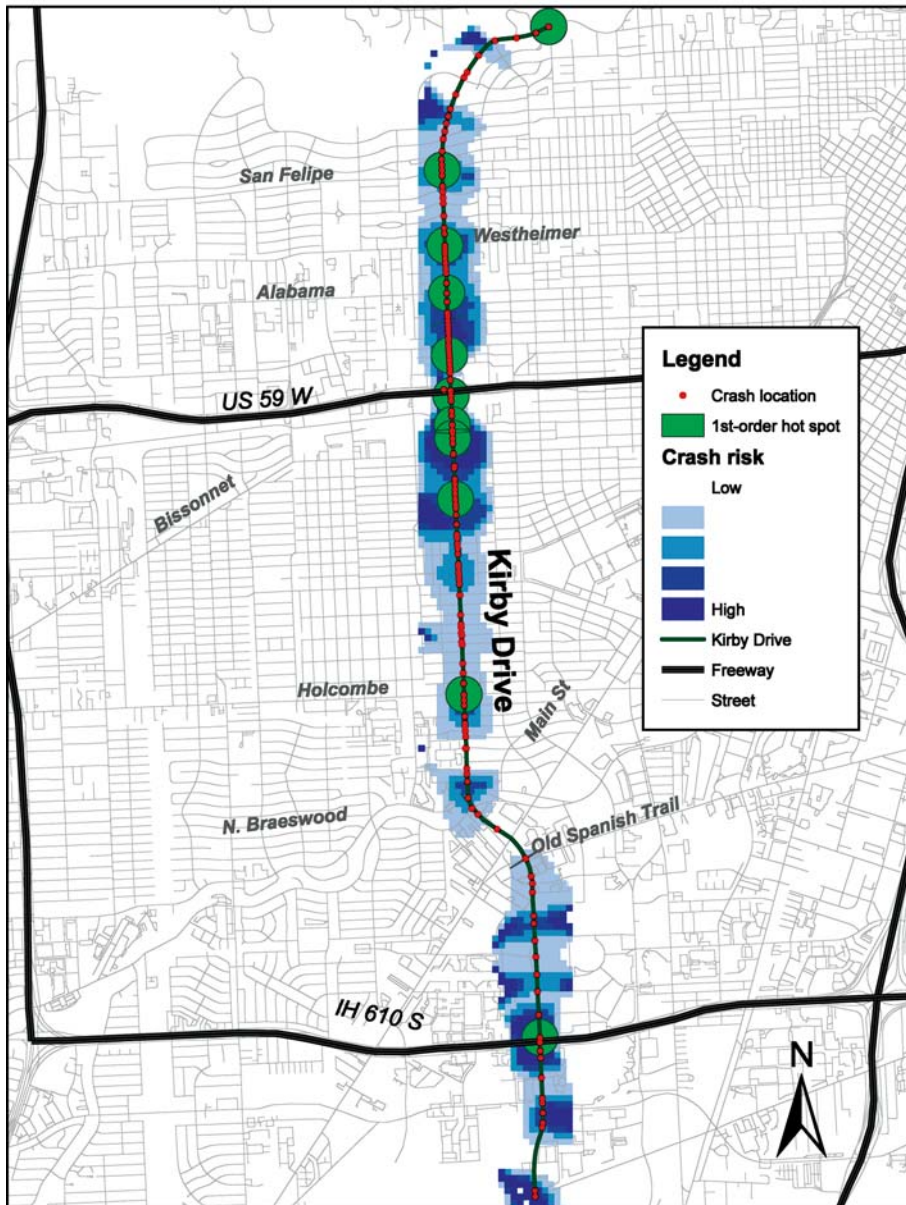 San Felipe
Westheimer
Alabama
US 59 W
Bissonnet
Kirby Drive
Holcombe
Main St
N. Braeswood
Old Spanish Trail
IH 610 S
N
Legend
Crash location
1st-order hot spot
Crash risk
Low
High
Kirby Drive
Freeway
Street